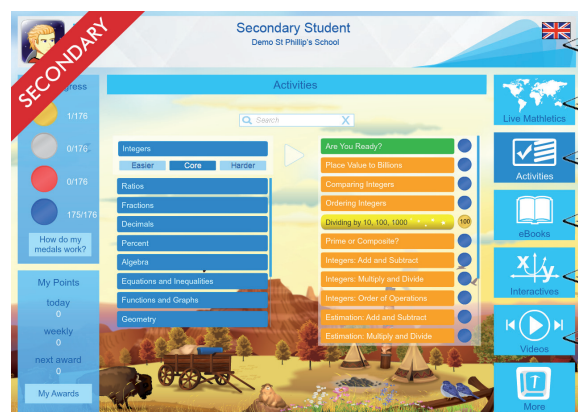 SECONDARY
Secondary Student
Demo St Phillip's School
gress
1/176
0/176
0/176
175/176
How do my
medals work?
My Points
today
0
weekly
0
next award
0
My Awards
Activities
Search X
Integers
Easier Core Harder
Ratios
Fractions
Decimals
Percent
Algebra
Equations and Inequalities
Functions and Graphs
Geometry
Are You Ready?
Place Value to Billions
Comparing Integers
Ordering Integers
Dividing by 10, 100, 1000 100
Prime or Composite?
Integers: Add and Subtract
Integers: Multiply and Divide
Integers: Order of Operations
Estimation: Add and Subtract
Estimation: Multiply and Divide
Live Mathletics
Activities
eBooks
X y
Interactives
Videos
T
More